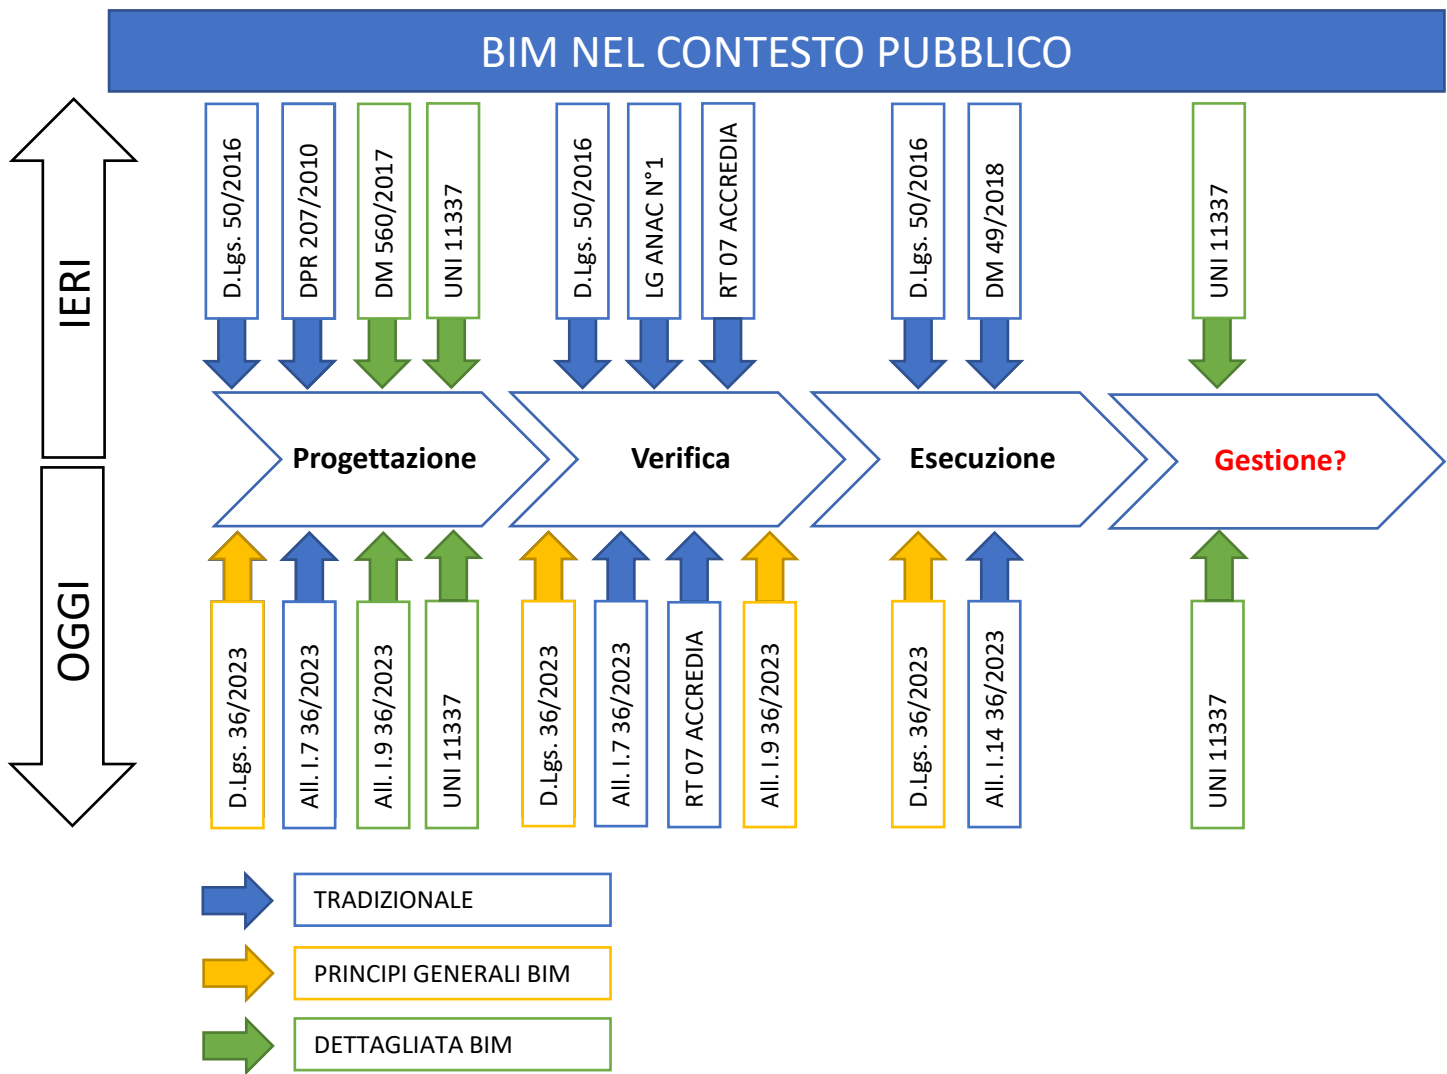 BIM NEL CONTESTO PUBBLICO
IERI
D.Lgs. 50/2016
DPR 207/2010
DM 560/2017
UNI 11337
D.Lgs. 50/2016
LG ANAC N°1
RT 07 ACCREDIA
D.Lgs. 50/2016
DM 49/2018
UNI 11337
Progettazione
Verifica
Esecuzione
Gestione?
OGGI
D.Lgs. 36/2023
All. I.7 36/2023
All. I.9 36/2023
UNI 11337
D.Lgs. 36/2023
All. I.7 36/2023
RT 07 ACCREDIA
All. I.9 36/2023
D.Lgs. 36/2023
All. I.14 36/2023
UNI 11337
TRADIZIONALE
PRINCIPI GENERALI BIM
DETTAGLIATA BIM